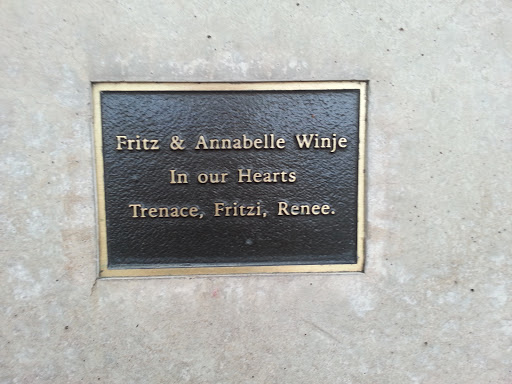 Fritz & Annabelle Winje
In our Hearts
Trenace, Fritzi, Renee.